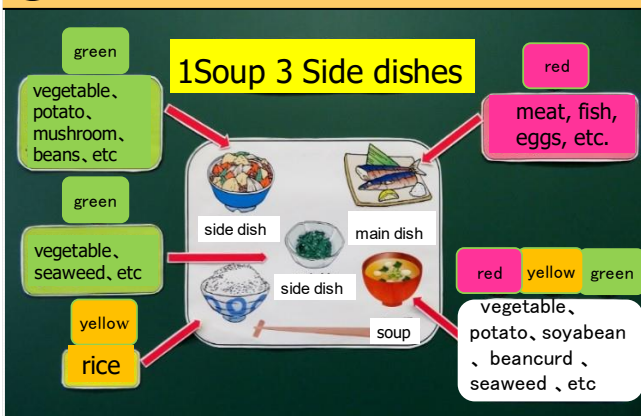 1Soup 3 Side dishes
green
vegetable、
potato、
mushroom、
beans、etc
red
meat, fish,
eggs, etc.
side dish
main dish
green
vegetable、
seaweed、etc
side dish
soup
yellow
rice
red
yellow
green
vegetable、
potato、soyabean
、beancurd 、
seaweed 、etc